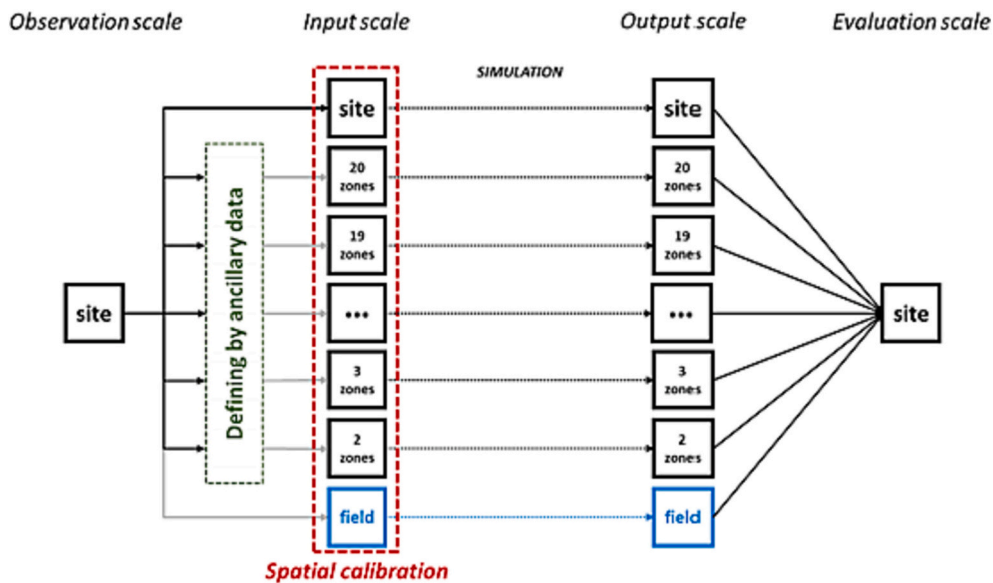 Observation scale
Input scale
Output scale
Evaluation scale
SIMULATION
site
site
20
zones
20
zones
19
zones
19
zones
Defining by ancillary data
site
...
...
site
3
zones
3
zones
2
zones
2
zones
field
field
Spatial calibration